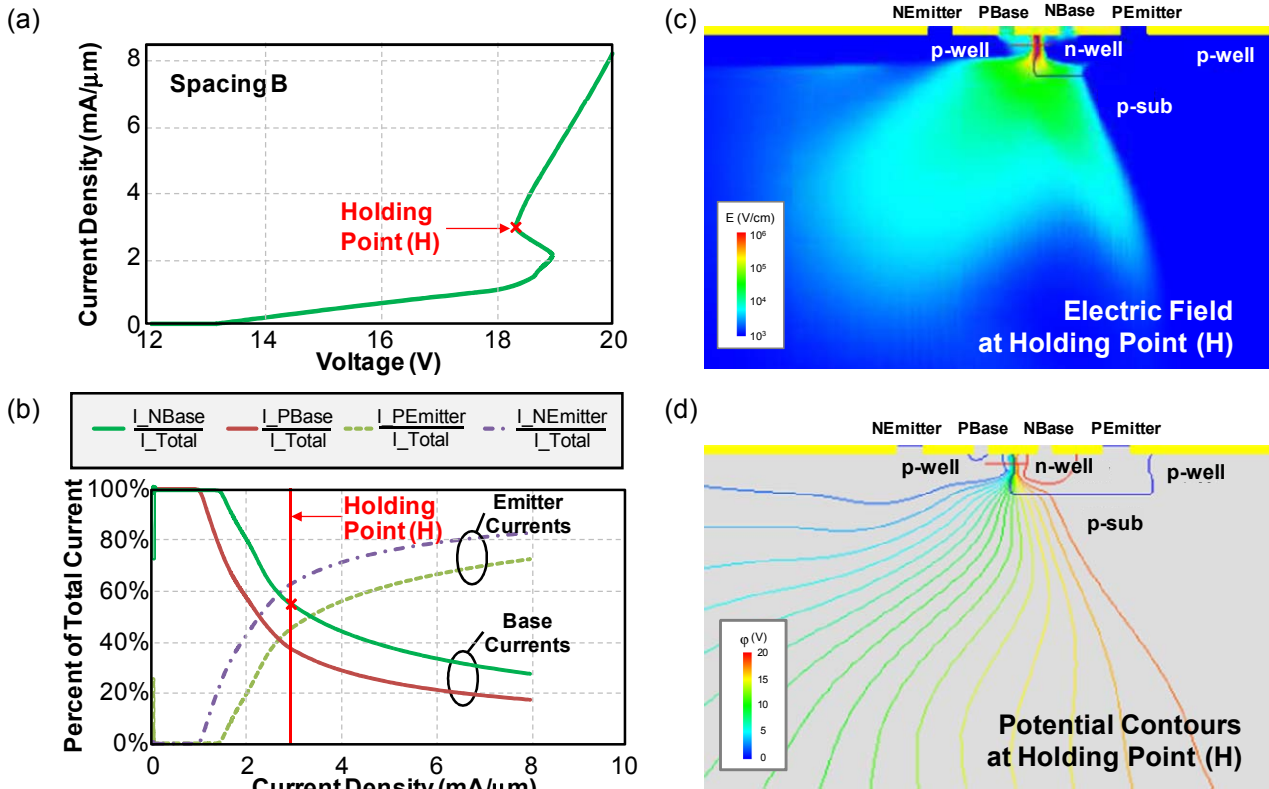 (a)
Current Density (mA/µm)
8
6
4
2
0
Spacing B
Holding
Point (H)
12
14
16
18
20
Voltage (V)
(b)
I_NBase
I_Total
I_PBase
I_Total
I_PEmitter
I_Total
I_NEmitter
I_Total
Percent of Total Current
100%
80%
60%
40%
20%
0%
Holding
Point (H)
Emitter
Currents
Base
Currents
0
2
4
6
8
10
Current Density (mA/µm)
(c)
NEmitter PBase NBase PEmitter
p-well n-well p-well
p-sub
E (V/cm)
10⁶
10⁵
10⁴
10³
Electric Field
at Holding Point (H)
(d)
NEmitter PBase NBase PEmitter
p-well n-well p-well
p-sub
φ (V)
20
15
10
5
0
Potential Contours
at Holding Point (H)